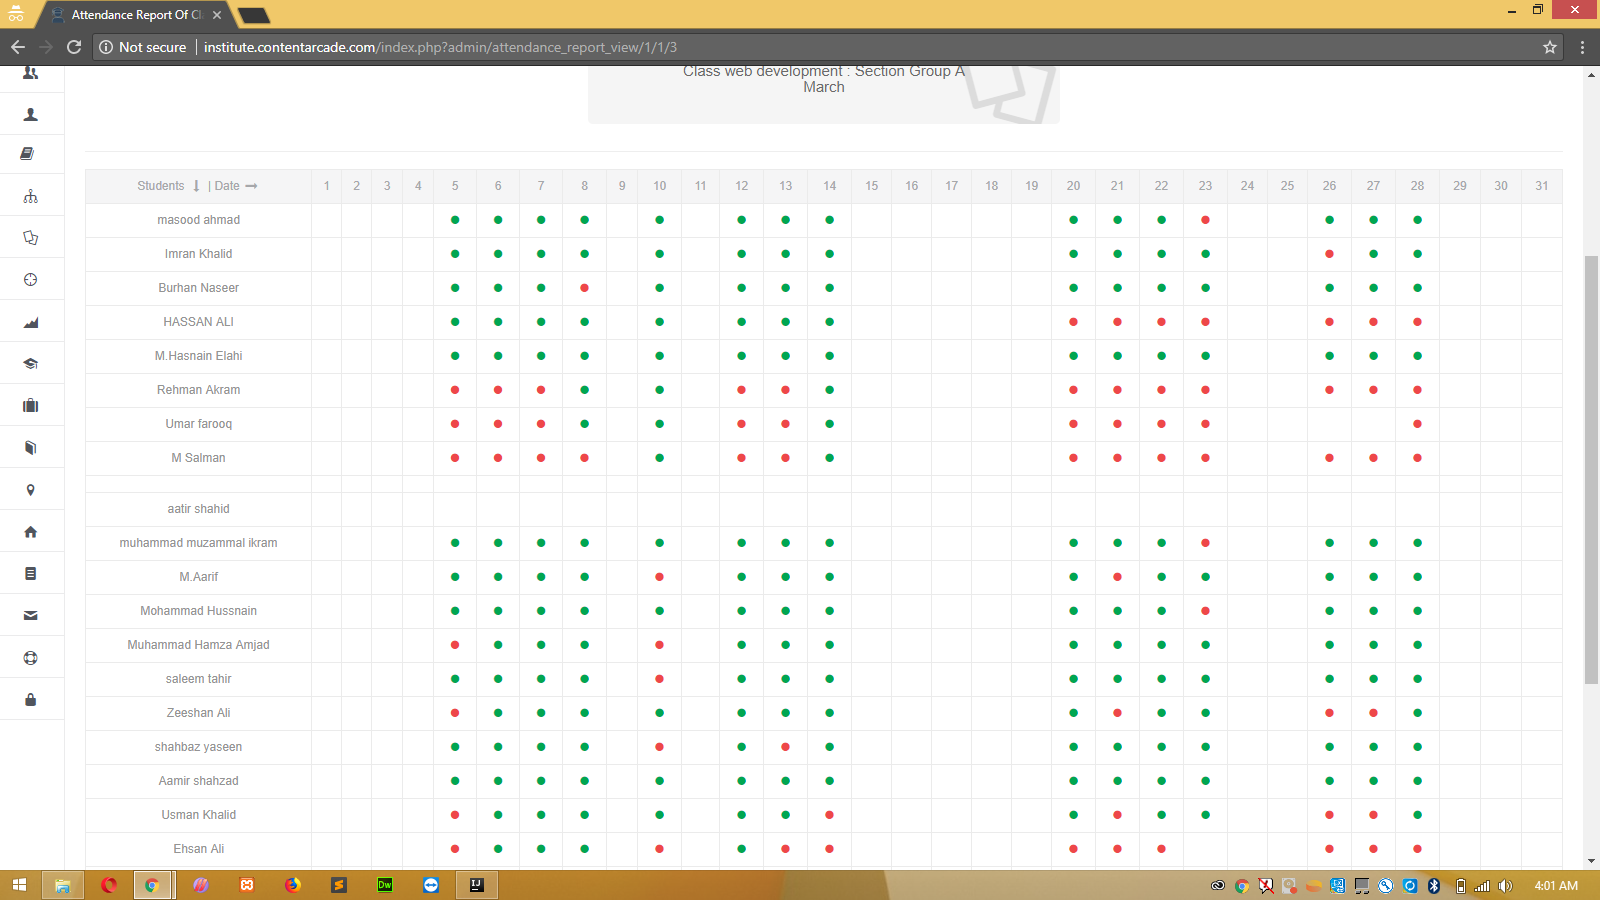 Attendance Report Of Cl
Not secure | institute.contentarcade.com/index.php?admin/attendance_report_view/1/1/3
Class web development : Section Group A
March
Students | Date 1 2 3 4 5 6 7 8 9 10 11 12 13 14 15 16 17 18 19 20 21 22 23 24 25 26 27 28 29 30 31
masood ahmad
Imran Khalid
Burhan Naseer
HASSAN ALI
M.Hasnain Elahi
Rehman Akram
Umar farooq
M Salman
aatir shahid
muhammad muzammal ikram
M.Aarif
Mohammad Hussnain
Muhammad Hamza Amjad
saleem tahir
Zeeshan Ali
shahbaz yaseen
Aamir shahzad
Usman Khalid
Ehsan Ali
Dw
IJ
4:01 AM